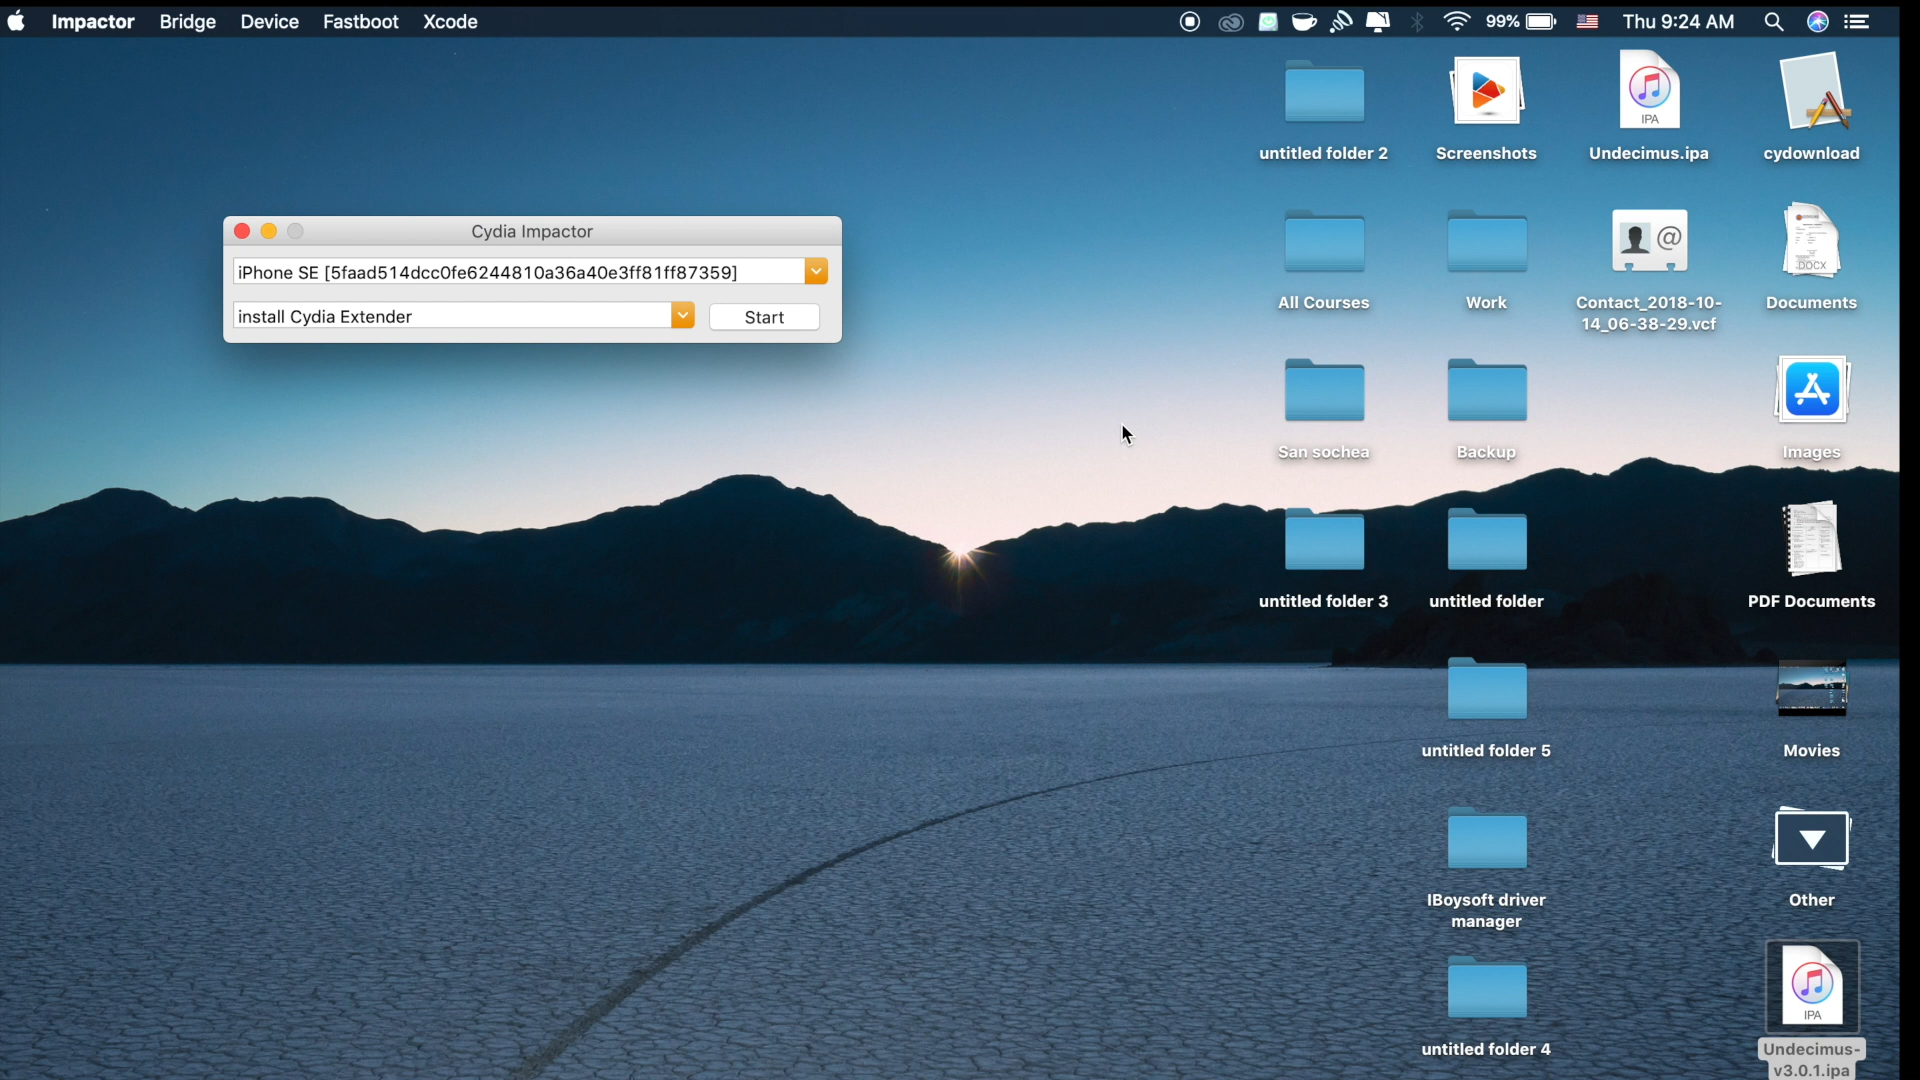 Impactor Bridge Device Fastboot Xcode
99% Thu 9:24 AM
Cydia Impactor
iPhone SE [5faad514dcc0fe6244810a36a40e3ff81ff87359]
install Cydia Extender Start
untitled folder 2
Screenshots
IPA
Undecimus.ipa
cydownload
All Courses
Work
@
Contact_2018-10-
14_06-38-29.vcf
DOCX
Documents
San sochea
Backup
Images
untitled folder 3
untitled folder
PDF Documents
untitled folder 5
Movies
IBoysoft driver
manager
Other
untitled folder 4
IPA
Undecimus-
v3.0.1.ipa